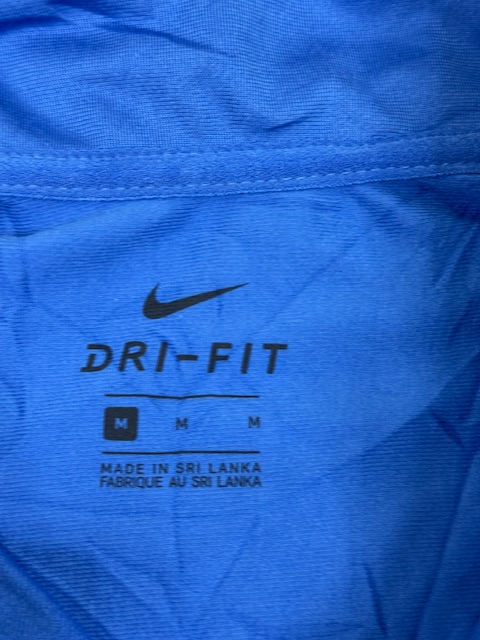 DRI-FIT
M M M
MADE IN SRI LANKA
FABRIQUE AU SRI LANKA